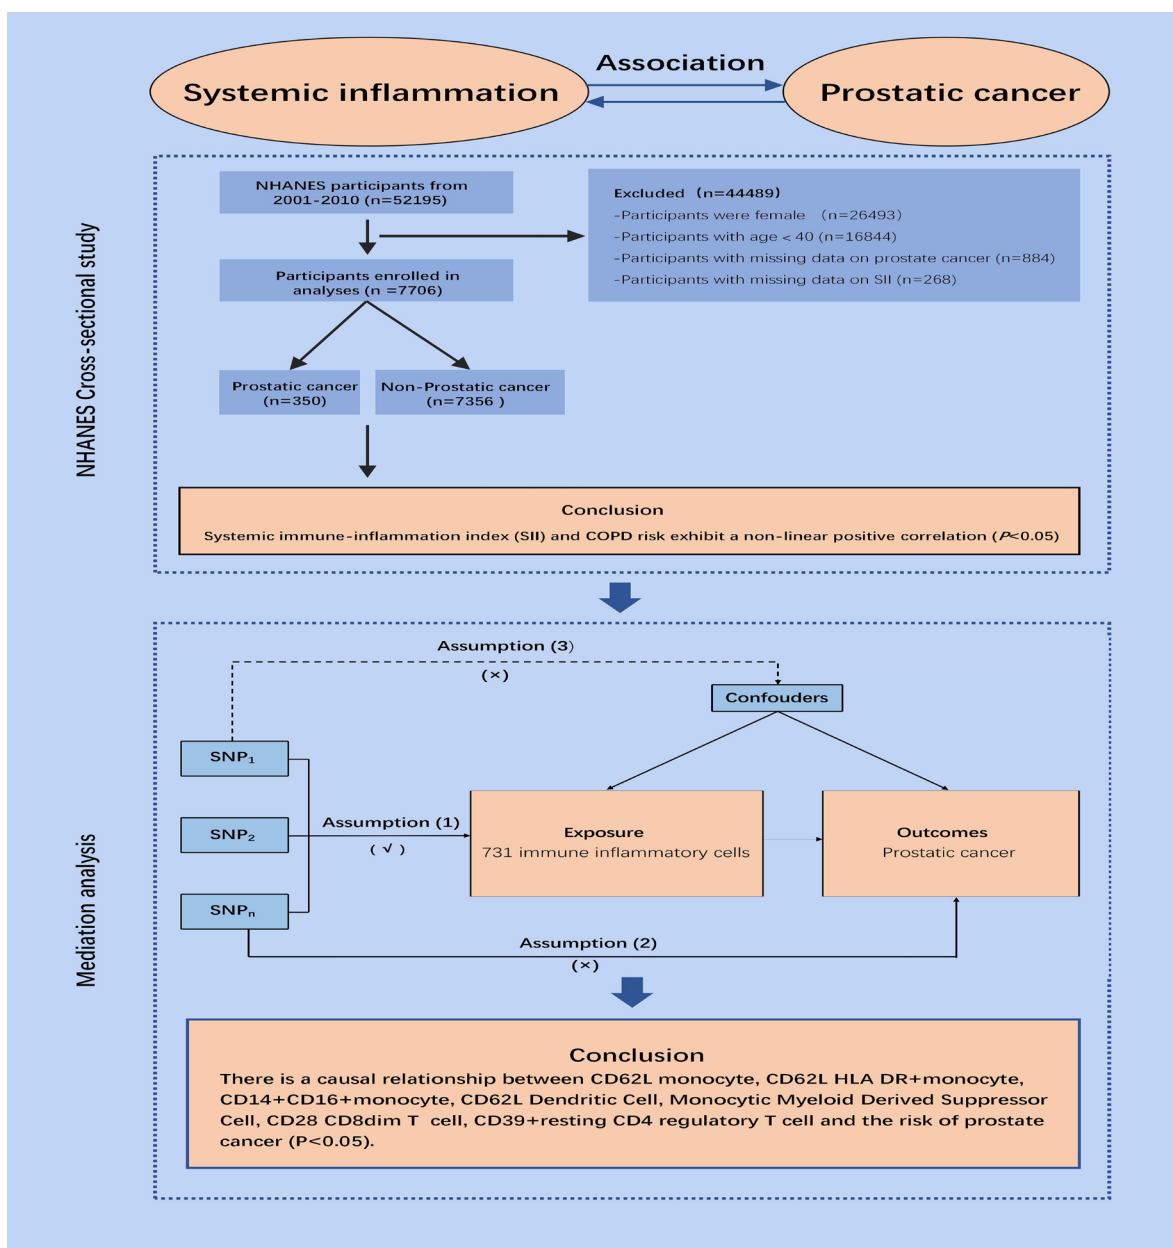 Systemic inflammation
Association
Prostatic cancer
NHANES Cross-sectional study
NHANES participants from
2001-2010 (n=52195)
Excluded (n=44489)
-Participants were female (n=26493)
-Participants with age < 40 (n=16844)
-Participants with missing data on prostate cancer (n=884)
-Participants with missing data on SII (n=268)
Participants enrolled in
analyses (n =7706)
Prostatic cancer
(n=350)
Non-Prostatic cancer
(n=7356 )
Conclusion
Systemic immune-inflammation index (SII) and COPD risk exhibit a non-linear positive correlation (P<0.05)
Mediation analysis
Assumption (3)
(×)
Confouders
SNP1
SNP2
SNPn
Assumption (1)
( √ )
Exposure
731 immune inflammatory cells
Outcomes
Prostatic cancer
Assumption (2)
(×)
Conclusion
There is a causal relationship between CD62L monocyte, CD62L HLA DR+monocyte,
CD14+CD16+monocyte, CD62L Dendritic Cell, Monocytic Myeloid Derived Suppressor
Cell, CD28 CD8dim T cell, CD39+resting CD4 regulatory T cell and the risk of prostate
cancer (P<0.05).